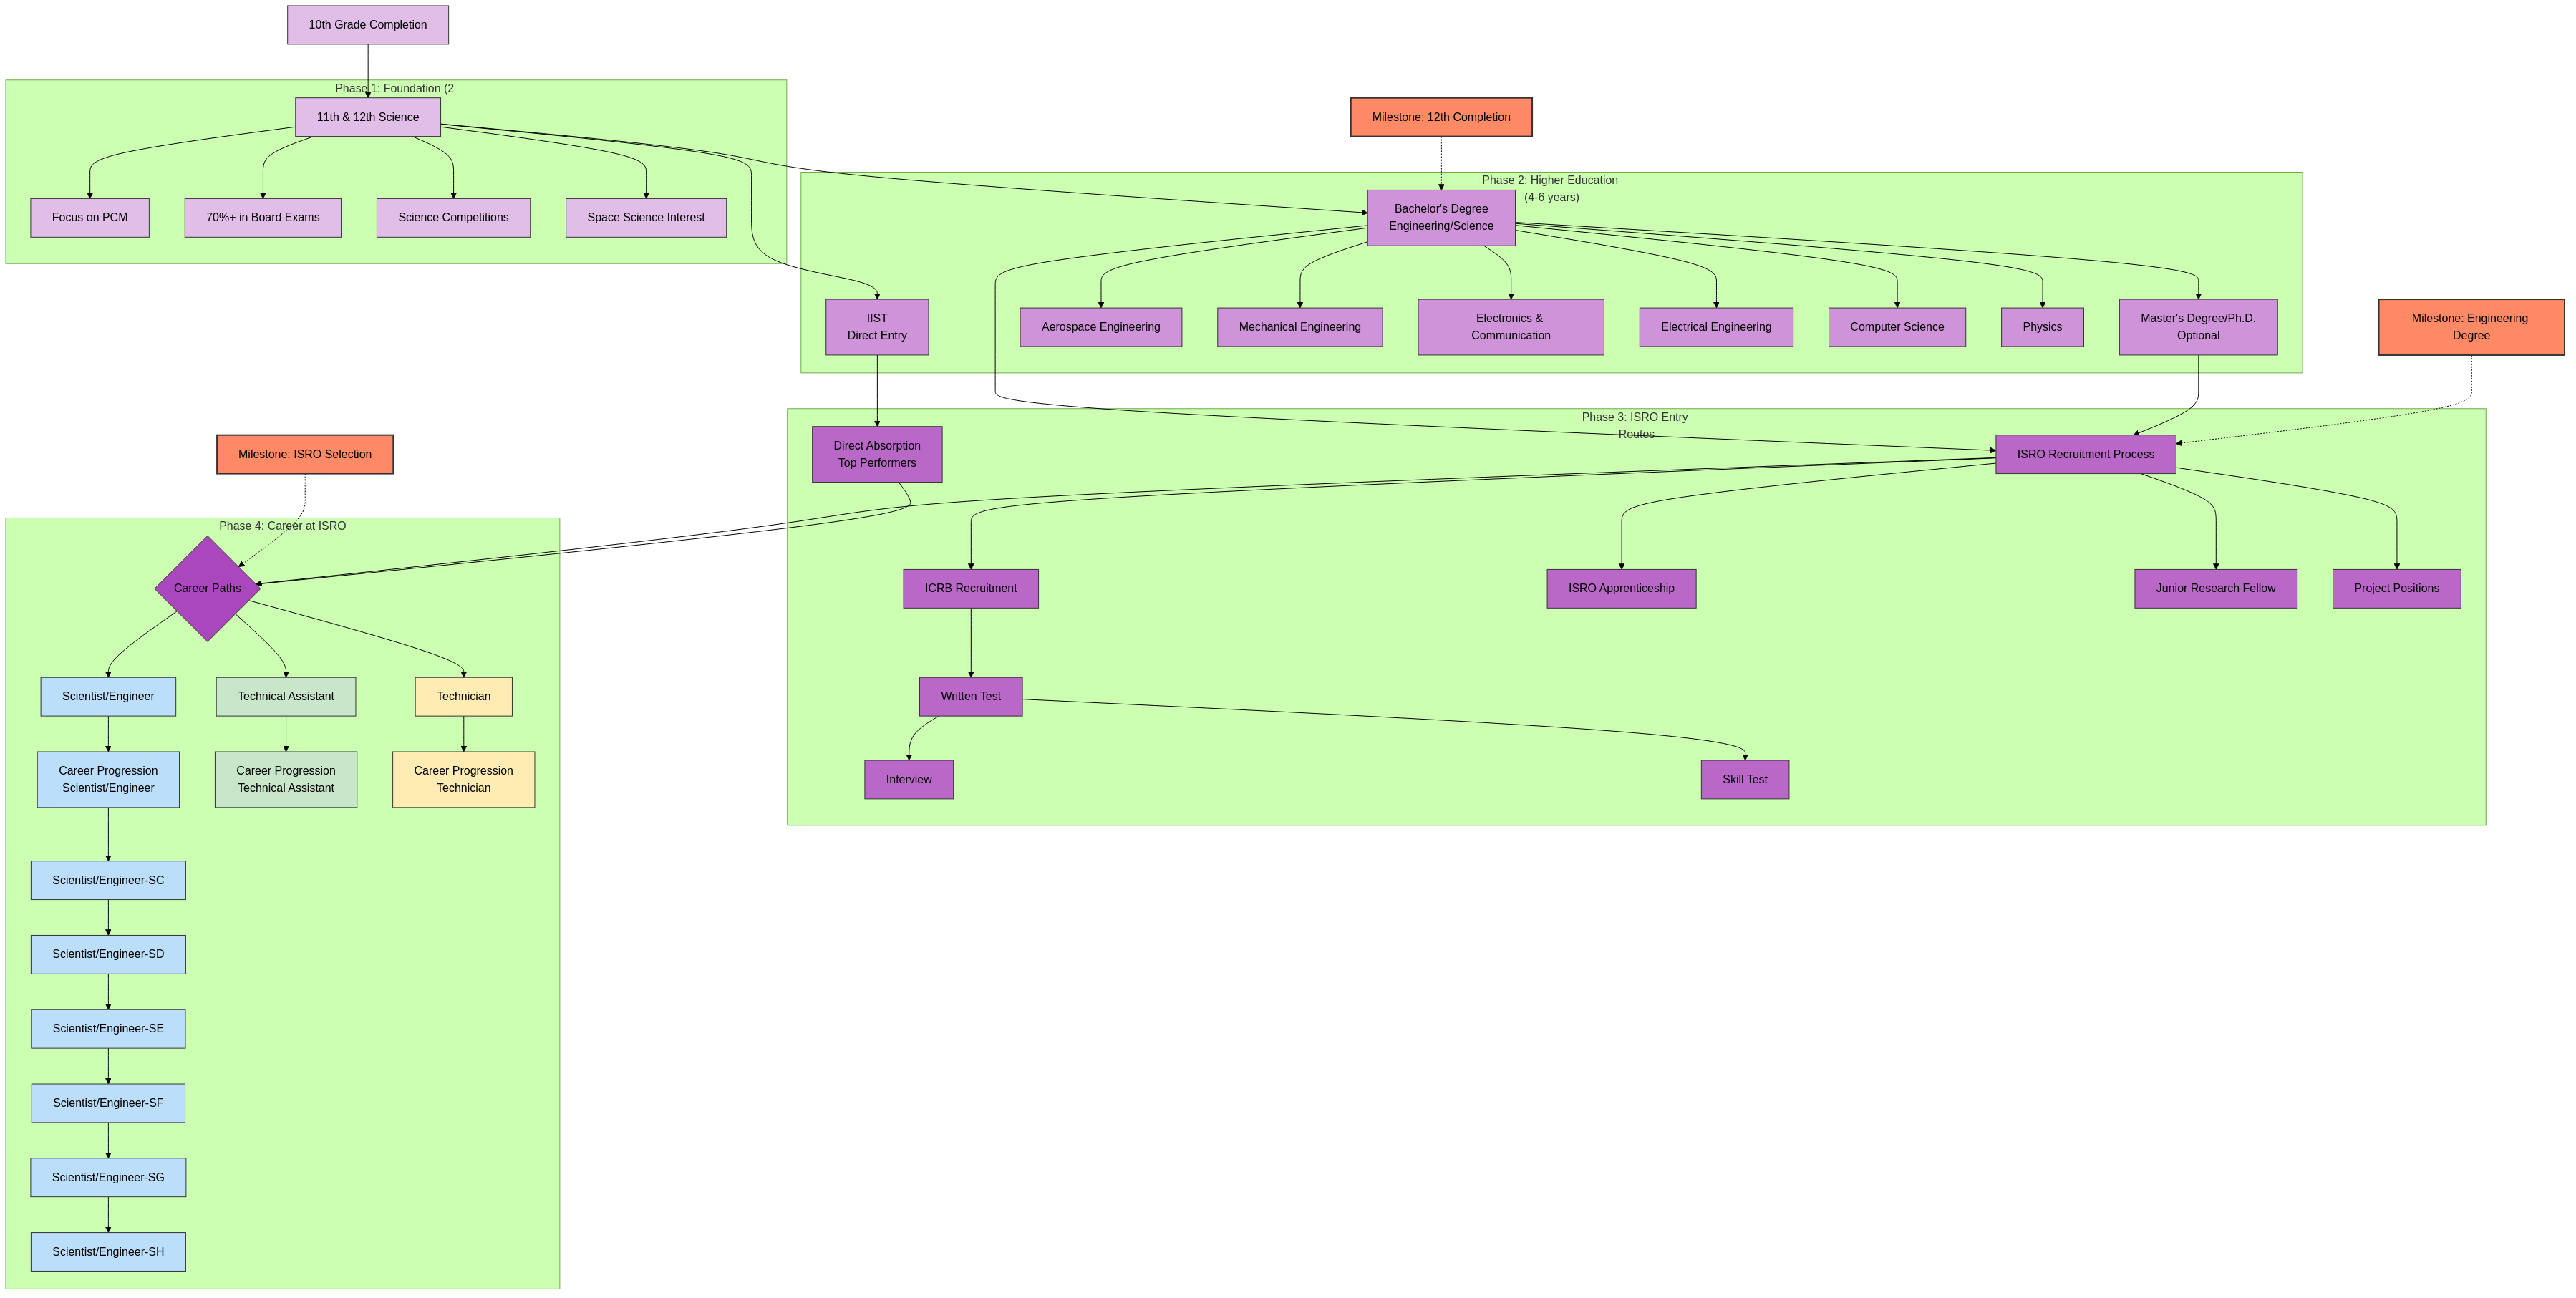 10th Grade Completion
Phase 1: Foundation (2
11th & 12th Science
Focus on PCM
70%+ in Board Exams
Science Competitions
Space Science Interest
Milestone: 12th Completion
Phase 2: Higher Education
(4-6 years)
Bachelor's Degree
Engineering/Science
IIST
Direct Entry
Aerospace Engineering
Mechanical Engineering
Electronics &
Communication
Electrical Engineering
Computer Science
Physics
Master's Degree/Ph.D.
Optional
Milestone: Engineering
Degree
Phase 3: ISRO Entry
Routes
Direct Absorption
Top Performers
ISRO Recruitment Process
ICRB Recruitment
ISRO Apprenticeship
Junior Research Fellow
Project Positions
Written Test
Interview
Skill Test
Milestone: ISRO Selection
Phase 4: Career at ISRO
Career Paths
Scientist/Engineer
Technical Assistant
Technician
Career Progression
Scientist/Engineer
Career Progression
Technical Assistant
Career Progression
Technician
Scientist/Engineer-SC
Scientist/Engineer-SD
Scientist/Engineer-SE
Scientist/Engineer-SF
Scientist/Engineer-SG
Scientist/Engineer-SH